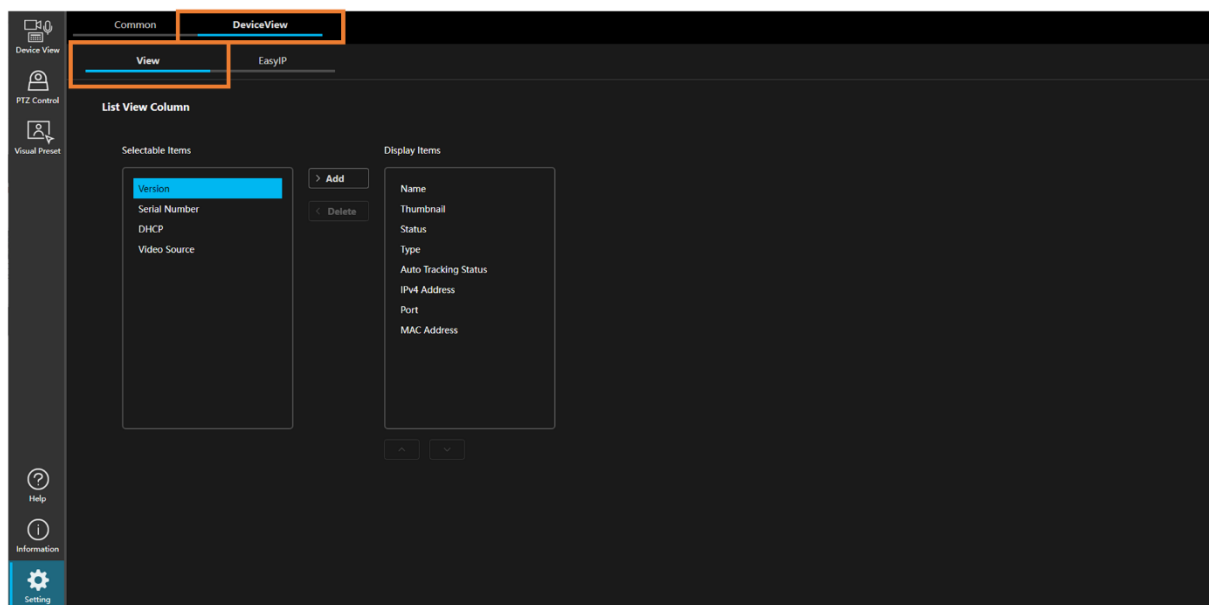 Common
DeviceView
Device View
View
EasyIP
PTZ Control
List View Column
Visual Preset
Selectable Items
Display Items
Version
Serial Number
DHCP
Video Source
> Add
< Delete
Name
Thumbnail
Status
Type
Auto Tracking Status
IPv4 Address
Port
MAC Address
Help
Information
Setting